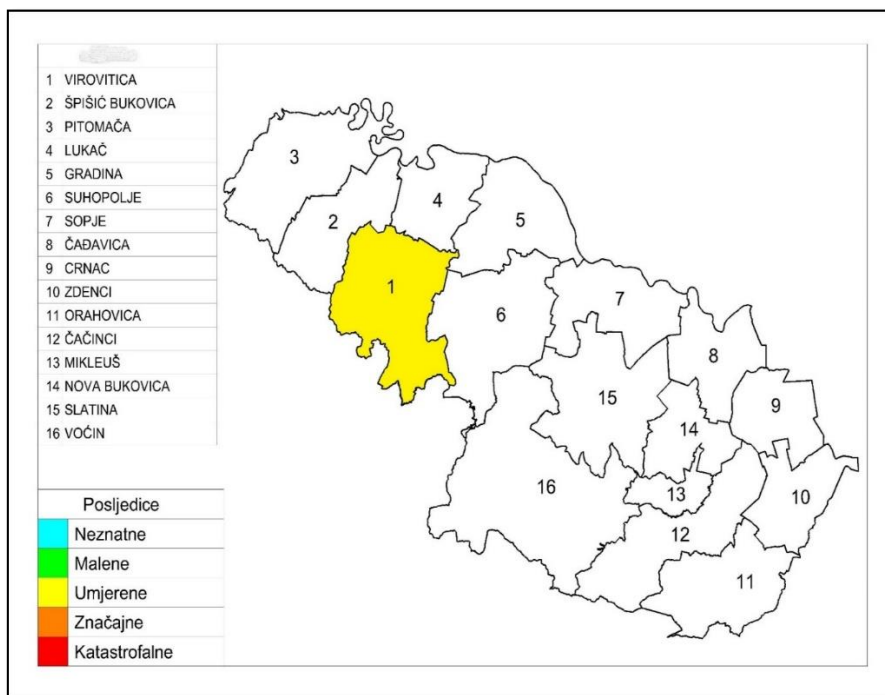 1 VIROVITICA
2 ŠPIŠIĆ BUKOVICA
3 PITOMAČA
4 LUKAČ
5 GRADINA
6 SUHOPOLJE
7 SOPJE
8 ČAĐAVICA
9 CRNAC
10 ZDENCI
11 ORAHOVICA
12 ČAČINCI
13 MIKLEUŠ
14 NOVA BUKOVICA
15 SLATINA
16 VOĆIN
Posljedice
Neznatne
Malene
Umjerene
Značajne
Katastrofalne
3
4
2
5
1
6
7
8
15
9
14
16
13
10
12
11